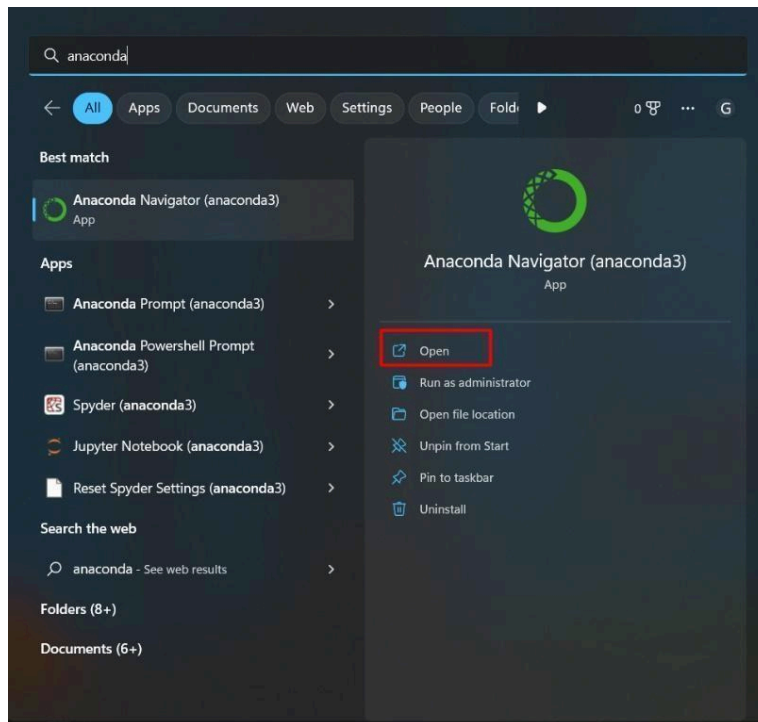 anaconda
All Apps Documents Web Settings People Fold 0 G
Best match
Anaconda Navigator (anaconda3)
App
Apps
Anaconda Prompt (anaconda3)
Anaconda Powershell Prompt
(anaconda3)
Spyder (anaconda3)
Jupyter Notebook (anaconda3)
Reset Spyder Settings (anaconda3)
Search the web
anaconda - See web results
Folders (8+)
Documents (6+)
Anaconda Navigator (anaconda3)
App
Open
Run as administrator
Open file location
Unpin from Start
Pin to taskbar
Uninstall